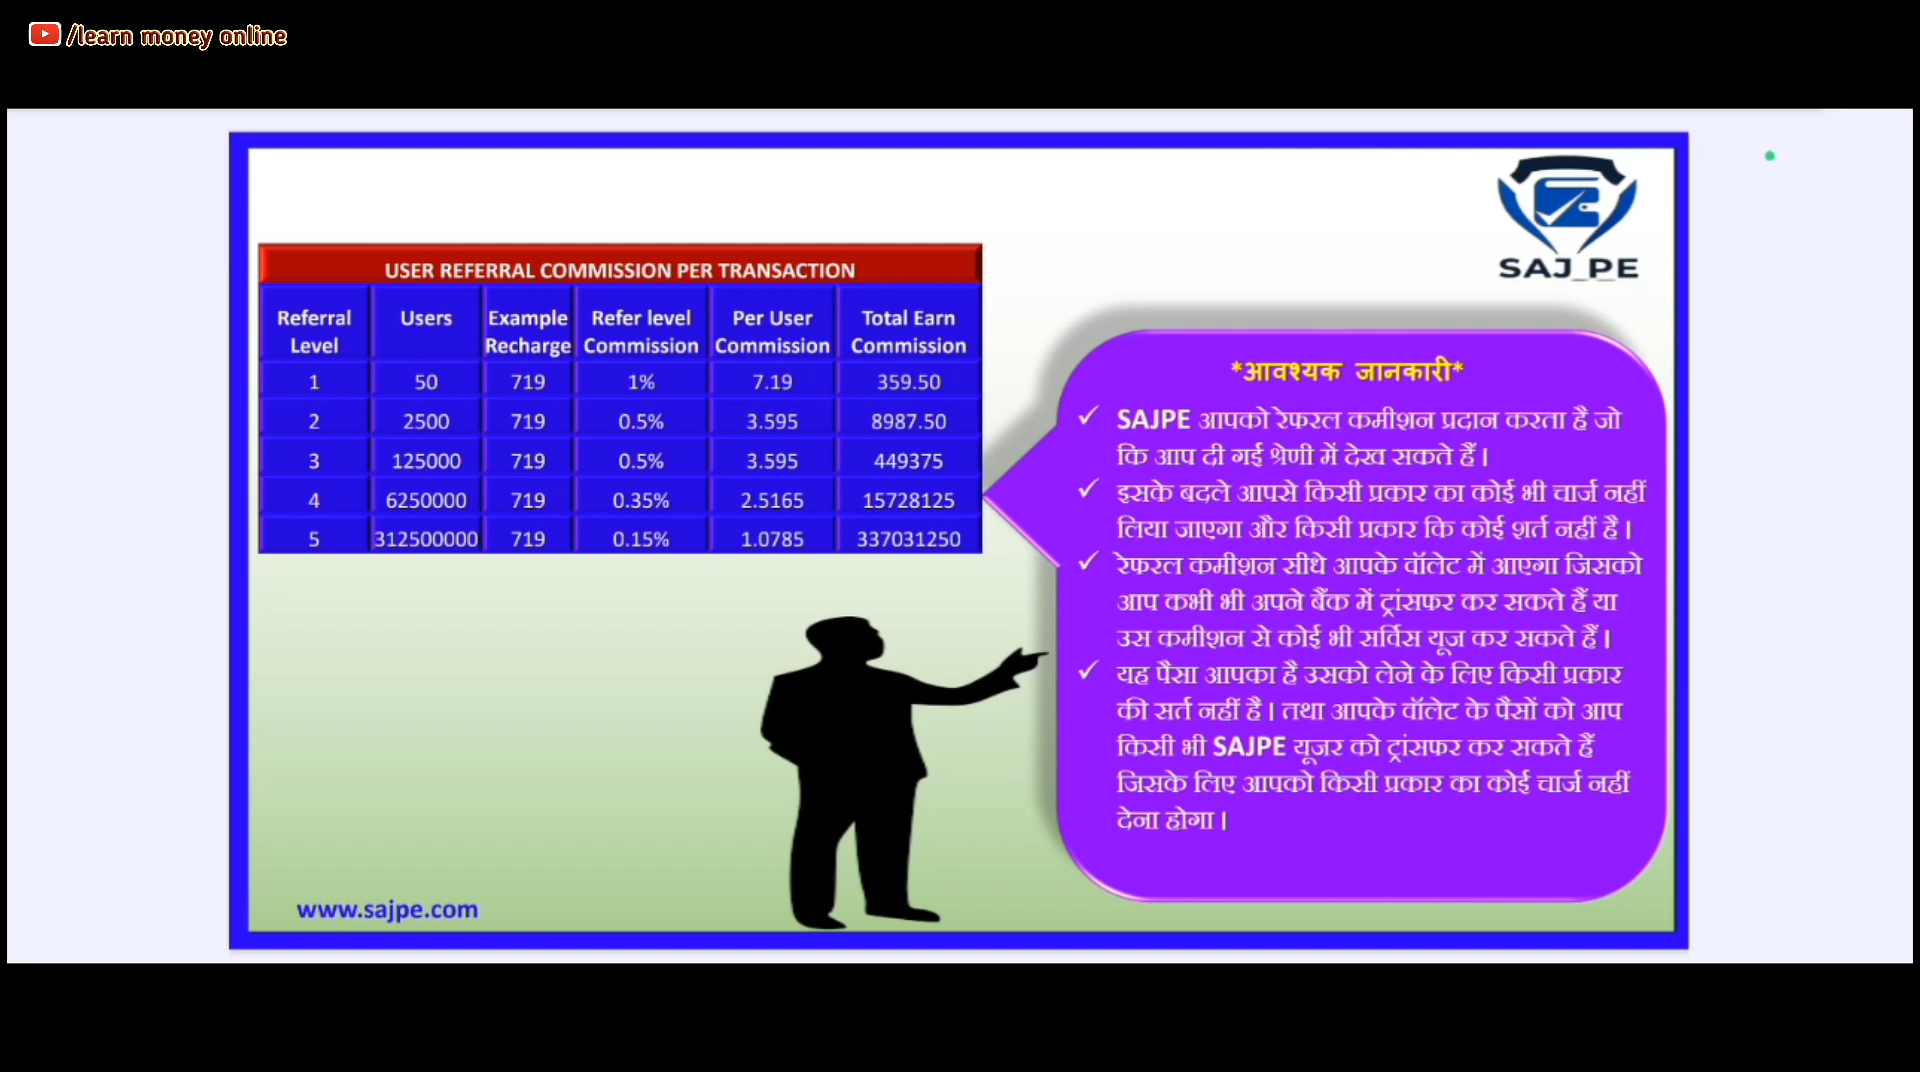 /learn money online
SAJ_PE
USER REFERRAL COMMISSION PER TRANSACTION
Referral Level Users Example Recharge Refer level Commission Per User Commission Total Earn Commission
1 50 719 1% 7.19 359.50
2 2500 719 0.5% 3.595 8987.50
3 125000 719 0.5% 3.595 449375
4 6250000 719 0.35% 2.5165 15728125
5 312500000 719 0.15% 1.0785 337031250
*आवश्यक जानकारी*
✓ SAJPE आपको रेफरल कमीशन प्रदान करता है जो
कि आप दी गई श्रेणी में देख सकते हैं।
✓ इसके बदले आपसे किसी प्रकार का कोई भी चार्ज नहीं
लिया जाएगा और किसी प्रकार कि कोई शर्त नहीं है।
✓ रेफरल कमीशन सीधे आपके वॉलेट में आएगा जिसको
आप कभी भी अपने बैंक में ट्रांसफर कर सकते हैं या
उस कमीशन से कोई भी सर्विस यूज कर सकते हैं।
✓ यह पैसा आपका है उसको लेने के लिए किसी प्रकार
की सर्त नहीं है। तथा आपके वॉलेट के पैसों को आप
किसी भी SAJPE यूजर को ट्रांसफर कर सकते हैं
जिसके लिए आपको किसी प्रकार का कोई चार्ज नहीं
देना होगा।
www.sajpe.com